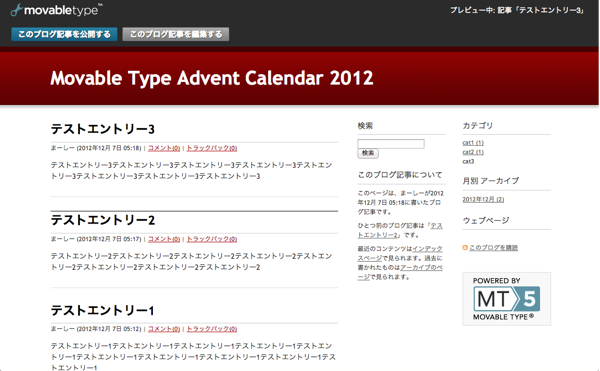 movabletype™
プレビュー中: 記事「テストエントリー3」
このブログ記事を公開する
このブログ記事を編集する
Movable Type Advent Calendar 2012
テストエントリー3
まーしー (2012年12月 7日 05:18) | コメント(0) | トラックバック(0)
テストエントリー3テストエントリー3テストエントリー3テストエントリー3テストエント
リー3テストエントリー3テストエントリー3テストエントリー3
テストエントリー2
まーしー (2012年12月 7日 05:17) | コメント(0) | トラックバック(0)
テストエントリー2テストエントリー2テストエントリー2テストエントリー2テストエント
リー2テストエントリー2テストエントリー2テストエントリー2
テストエントリー1
まーしー (2012年12月 7日 05:12) | コメント(0) | トラックバック(0)
テストエントリー1テストエントリー1テストエントリー1テストエントリー1テストエント
リー1テストエントリー1テストエントリー1テストエントリー1テストエントリー1テス
トエントリー1
検索
検索
このブログ記事について
このページは、まーしーが2012
年12月 7日 05:18に書いたブロ
グ記事です。
ひとつ前のブログ記事は「テ
ストエントリー2」です。
最近のコンテンツはインデック
スページで見られます。過去に
書かれたものはアーカイブのペ
ージで見られます。
カテゴリ
cat1 (1)
cat2 (1)
cat3
月別 アーカイブ
2012年12月 (2)
ウェブページ
このブログを購読
POWERED BY
MT 5
MOVABLE TYPE®